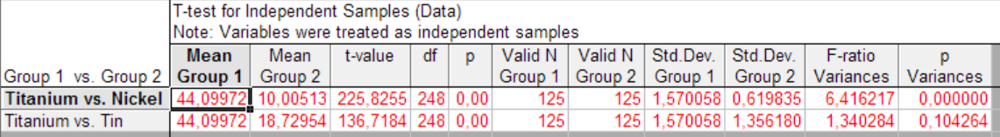 T-test for Independent Samples (Data)
Note: Variables were treated as independent samples
Mean Mean t-value df p Valid N Valid N Std.Dev. Std.Dev. F-ratio p
Group 1 vs. Group 2 Group 1 Group 2 Group 1 Group 2 Group 1 Group 2 Variances Variances
Titanium vs. Nickel 44,09972 10,00513 225,8255 248 0,00 125 125 1,570058 0,619835 6,416217 0,000000
Titanium vs. Tin 44,09972 18,72954 136,7184 248 0,00 125 125 1,570058 1,356180 1,340284 0,104264